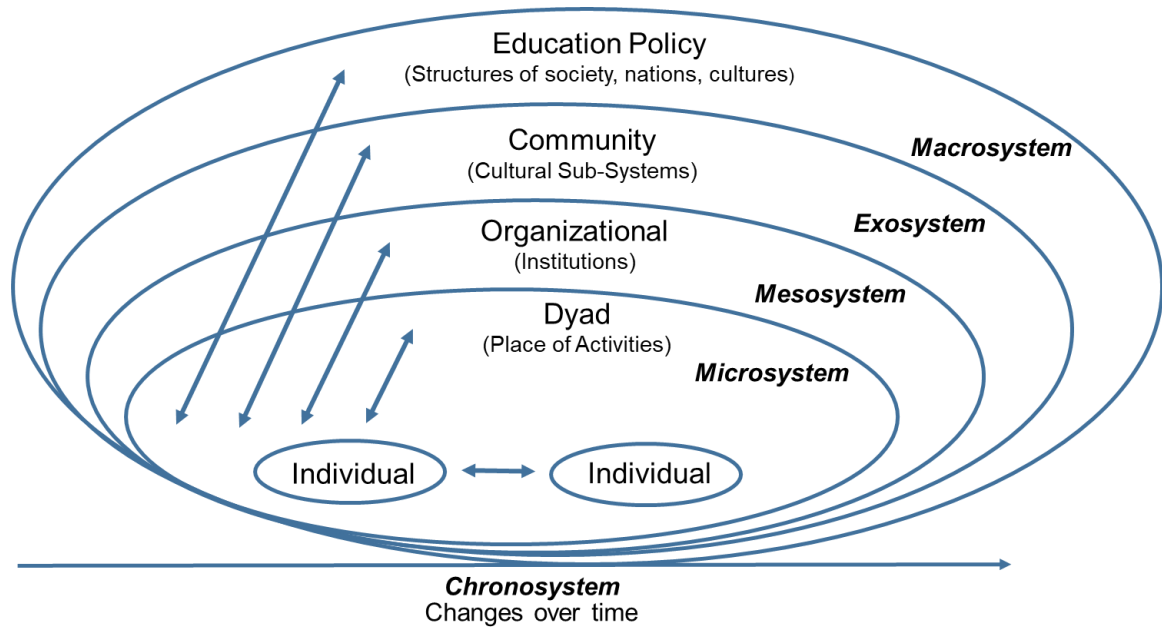 Education Policy
(Structures of society, nations, cultures)
Macrosystem
Community
(Cultural Sub-Systems)
Exosystem
Organizational
(Institutions)
Mesosystem
Dyad
(Place of Activities)
Microsystem
Individual
Individual
Chronosystem
Changes over time